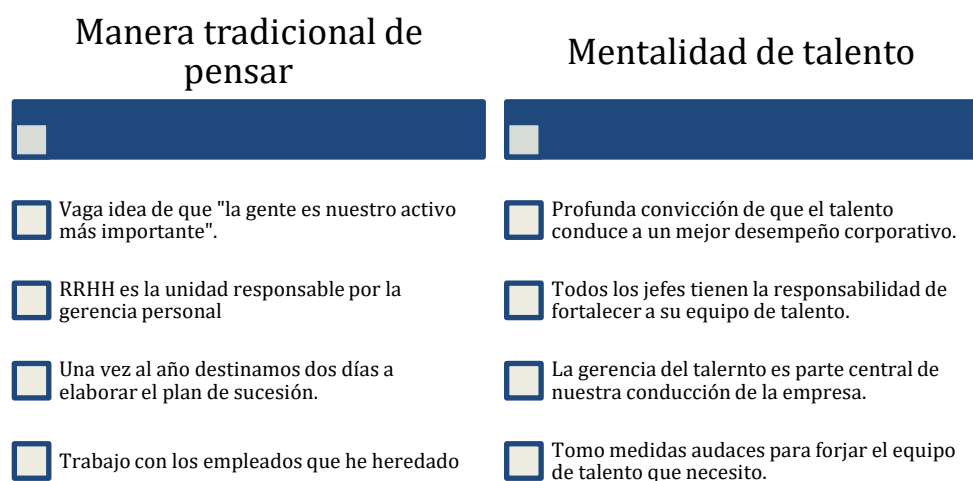 Manera tradicional de
pensar
Vaga idea de que "la gente es nuestro activo
más importante".
RRHH es la unidad responsable por la
gerencia personal
Una vez al año destinamos dos días a
elaborar el plan de sucesión.
Trabajo con los empleados que he heredado
Mentalidad de talento
Profunda convicción de que el talento
conduce a un mejor desempeño corporativo.
Todos los jefes tienen la responsabilidad de
fortalecer a su equipo de talento.
La gerencia del talernto es parte central de
nuestra conducción de la empresa.
Tomo medidas audaces para forjar el equipo
de talento que necesito.